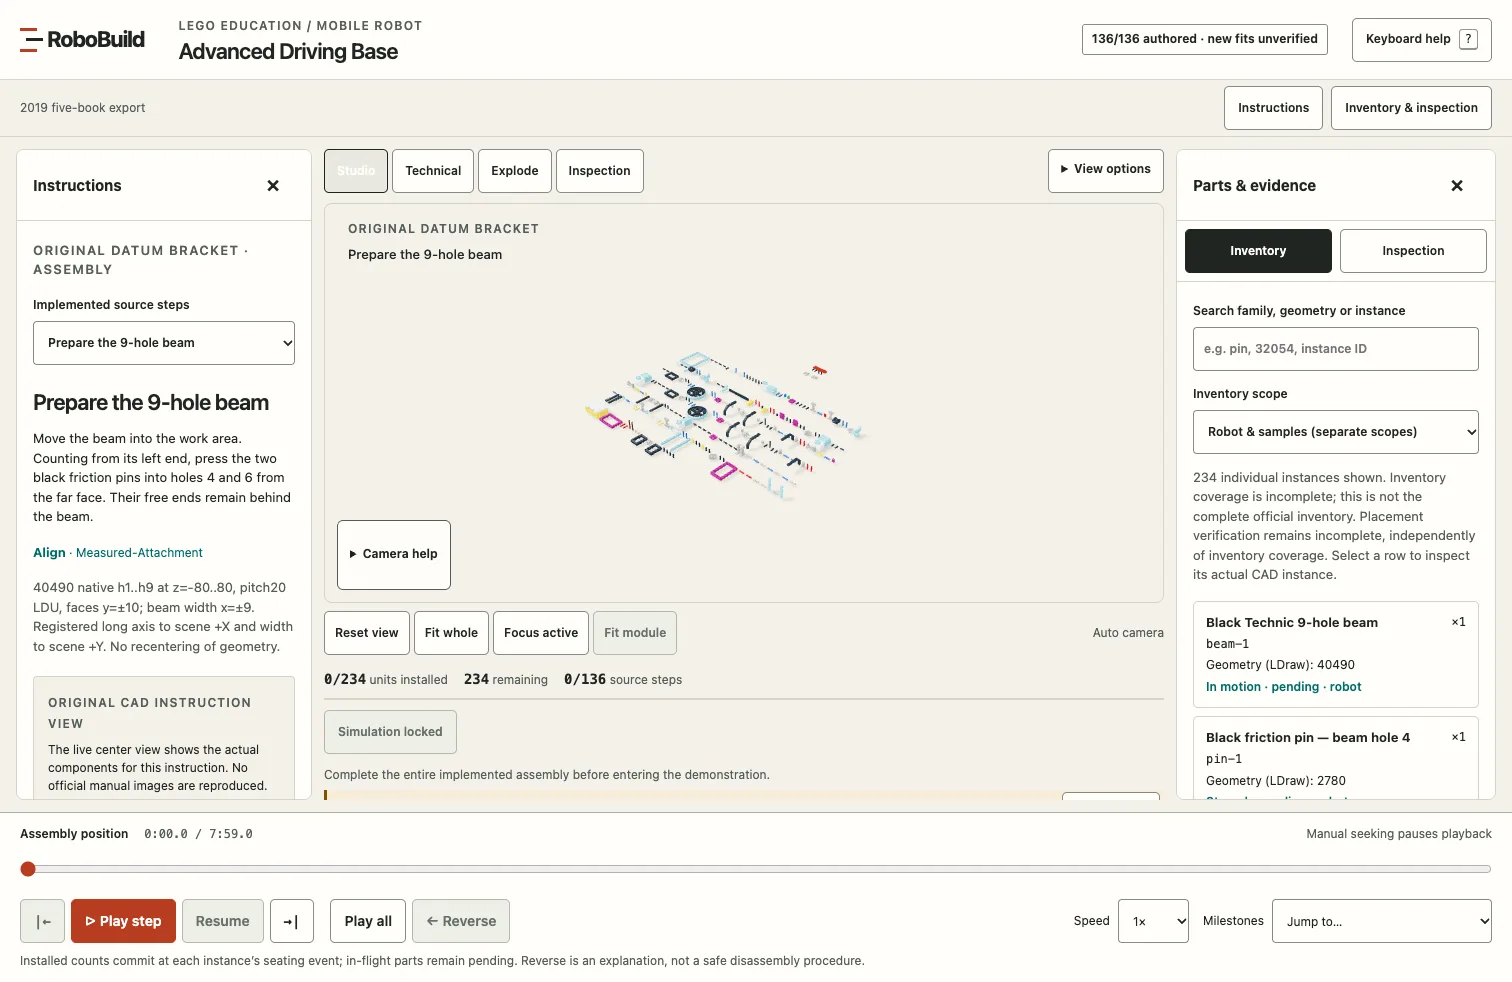 RoboBuild
LEGO EDUCATION / MOBILE ROBOT
Advanced Driving Base
136/136 authored · new fits unverified
Keyboard help ?
2019 five-book export
Instructions
Inventory & inspection
Instructions
×
ORIGINAL DATUM BRACKET ·
ASSEMBLY
Implemented source steps
Prepare the 9-hole beam
Prepare the 9-hole beam
Move the beam into the work area.
Counting from its left end, press the two
black friction pins into holes 4 and 6 from
the far face. Their free ends remain behind
the beam.
Align · Measured-Attachment
40490 native h1..h9 at z=-80..80, pitch20
LDU, faces y=±10; beam width x=±9.
Registered long axis to scene +X and width
to scene +Y. No recentering of geometry.
ORIGINAL CAD INSTRUCTION
VIEW
The live center view shows the actual
components for this instruction. No
official manual images are reproduced.
Studio
Technical
Explode
Inspection
▶ View options
ORIGINAL DATUM BRACKET
Prepare the 9-hole beam
▶ Camera help
Reset view
Fit whole
Focus active
Fit module
Auto camera
0/234 units installed 234 remaining 0/136 source steps
Simulation locked
Complete the entire implemented assembly before entering the demonstration.
Parts & evidence
×
Inventory
Inspection
Search family, geometry or instance
e.g. pin, 32054, instance ID
Inventory scope
Robot & samples (separate scopes)
234 individual instances shown. Inventory
coverage is incomplete; this is not the
complete official inventory. Placement
verification remains incomplete, independently
of inventory coverage. Select a row to inspect
its actual CAD instance.
Black Technic 9-hole beam ×1
beam-1
Geometry (LDraw): 40490
In motion · pending · robot
Black friction pin — beam hole 4 ×1
pin-1
Geometry (LDraw): 2780
Assembly position 0:00.0 / 7:59.0
Manual seeking pauses playback
|←
▷ Play step
Resume
→|
Play all
← Reverse
Speed
1×
Milestones
Jump to...
Installed counts commit at each instance's seating event; in-flight parts remain pending. Reverse is an explanation, not a safe disassembly procedure.